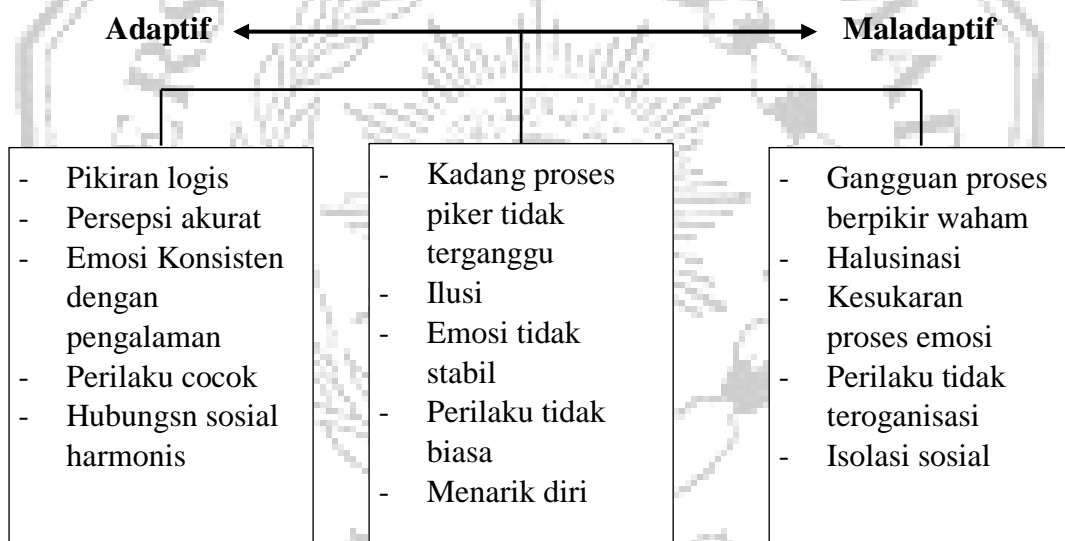 Adaptif Maladaptif
- Pikiran logis
- Persepsi akurat
- Emosi Konsisten
dengan
pengalaman
- Perilaku cocok
- Hubungsn sosial
harmonis
- Kadang proses
piker tidak
terganggu
- Ilusi
- Emosi tidak
stabil
- Perilaku tidak
biasa
- Menarik diri
- Gangguan proses
berpikir waham
- Halusinasi
- Kesukaran
proses emosi
- Perilaku tidak
teroganisasi
- Isolasi sosial